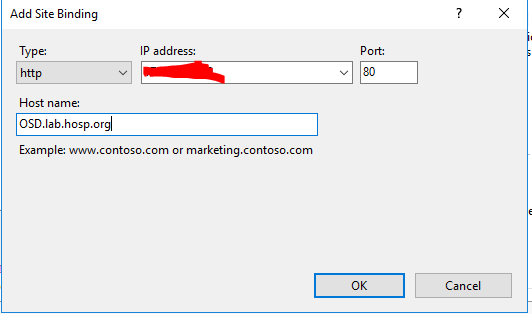 Add Site Binding
? X
Type: IP address: Port:
http 80
Host name:
OSD.lab.hosp.org
Example: www.contoso.com or marketing.contoso.com
OK Cancel